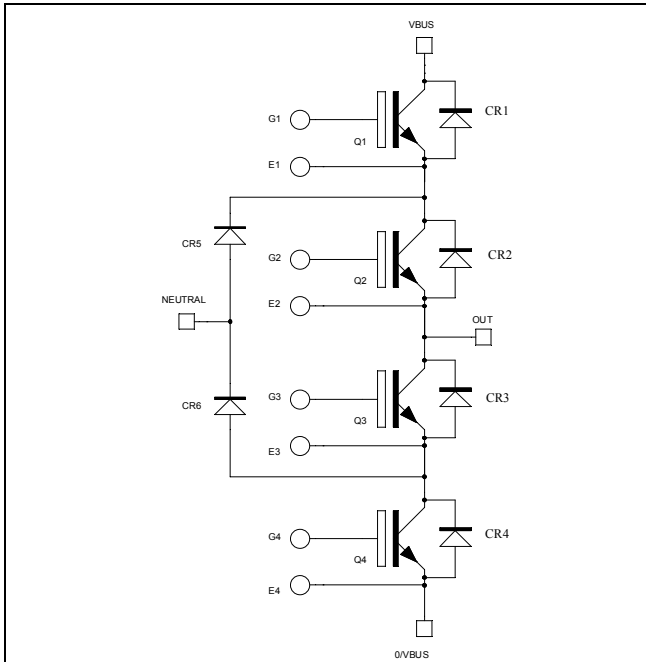 VBUS
CR1
G1
Q1
E1
CR5
CR2
G2
Q2
NEUTRAL
E2
OUT
CR6
G3
CR3
Q3
E3
G4
CR4
Q4
E4
0/VBUS